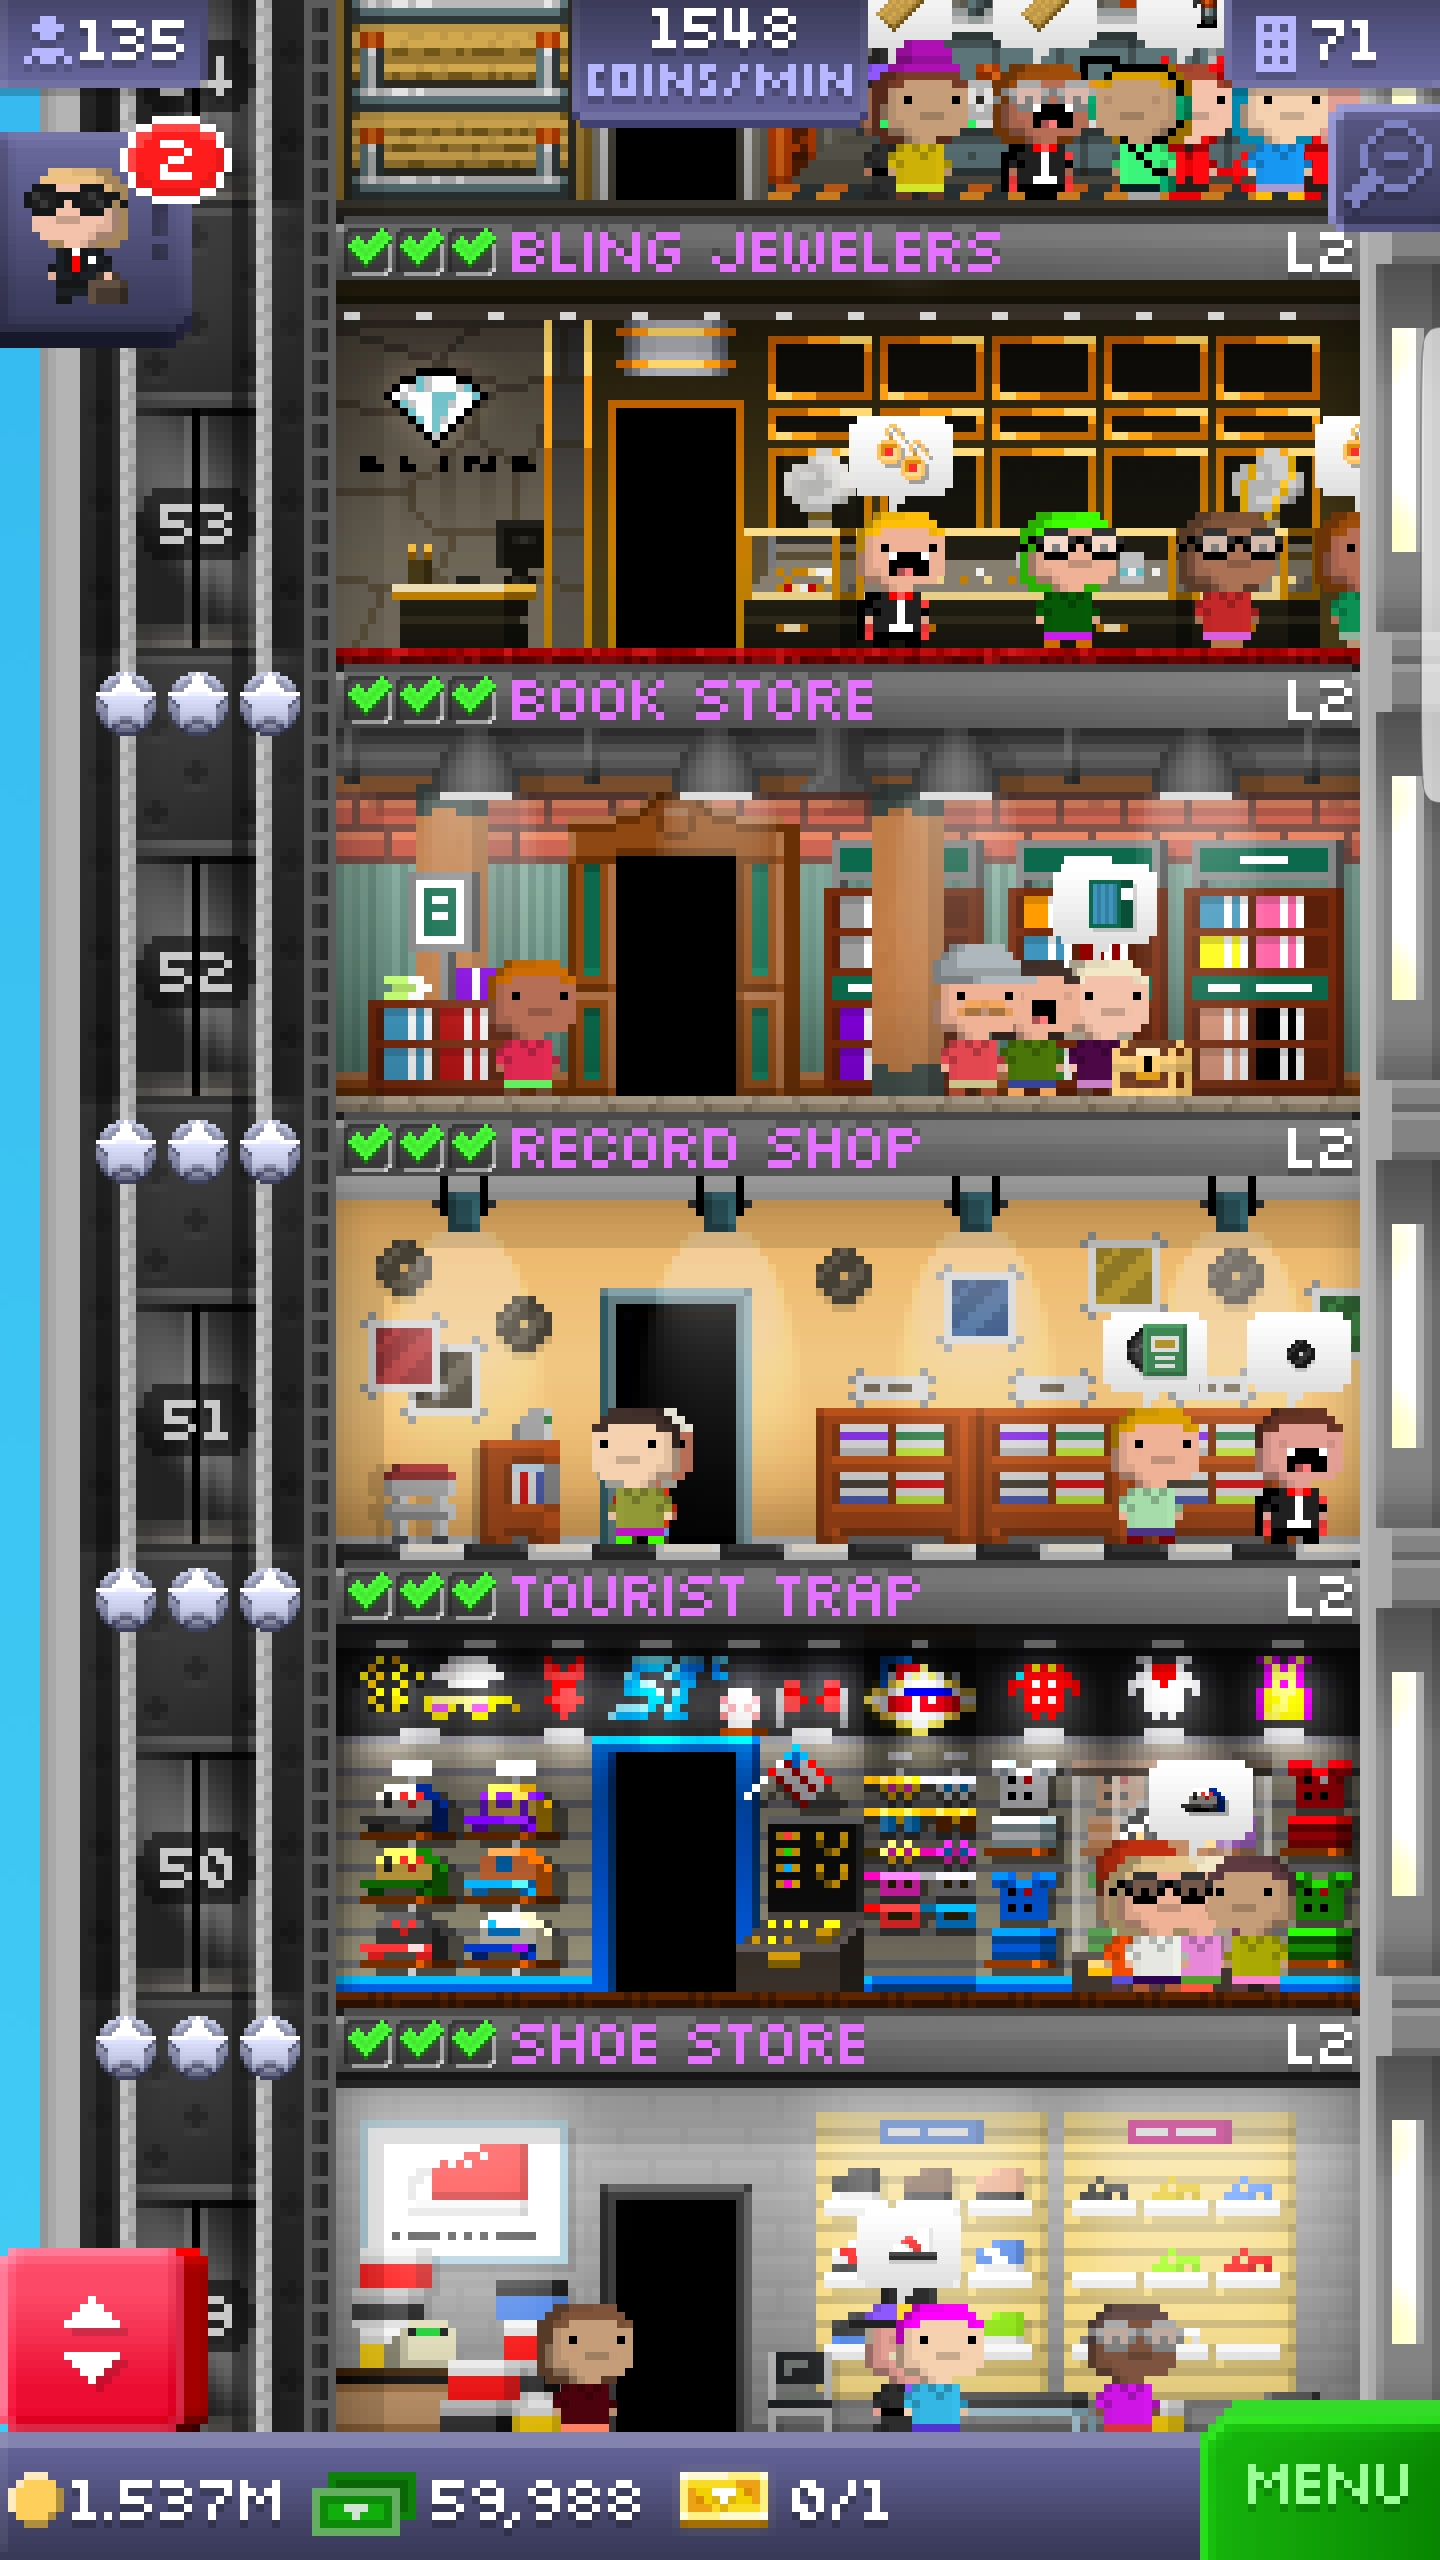 135
1548
COINS/MIN
71
2
BLING JEWELERS L2
BLING
53
BOOK STORE L2
52
RECORD SHOP L2
51
TOURIST TRAP L2
50
SHOE STORE L2
1.537M 59,988 0/1
MENU